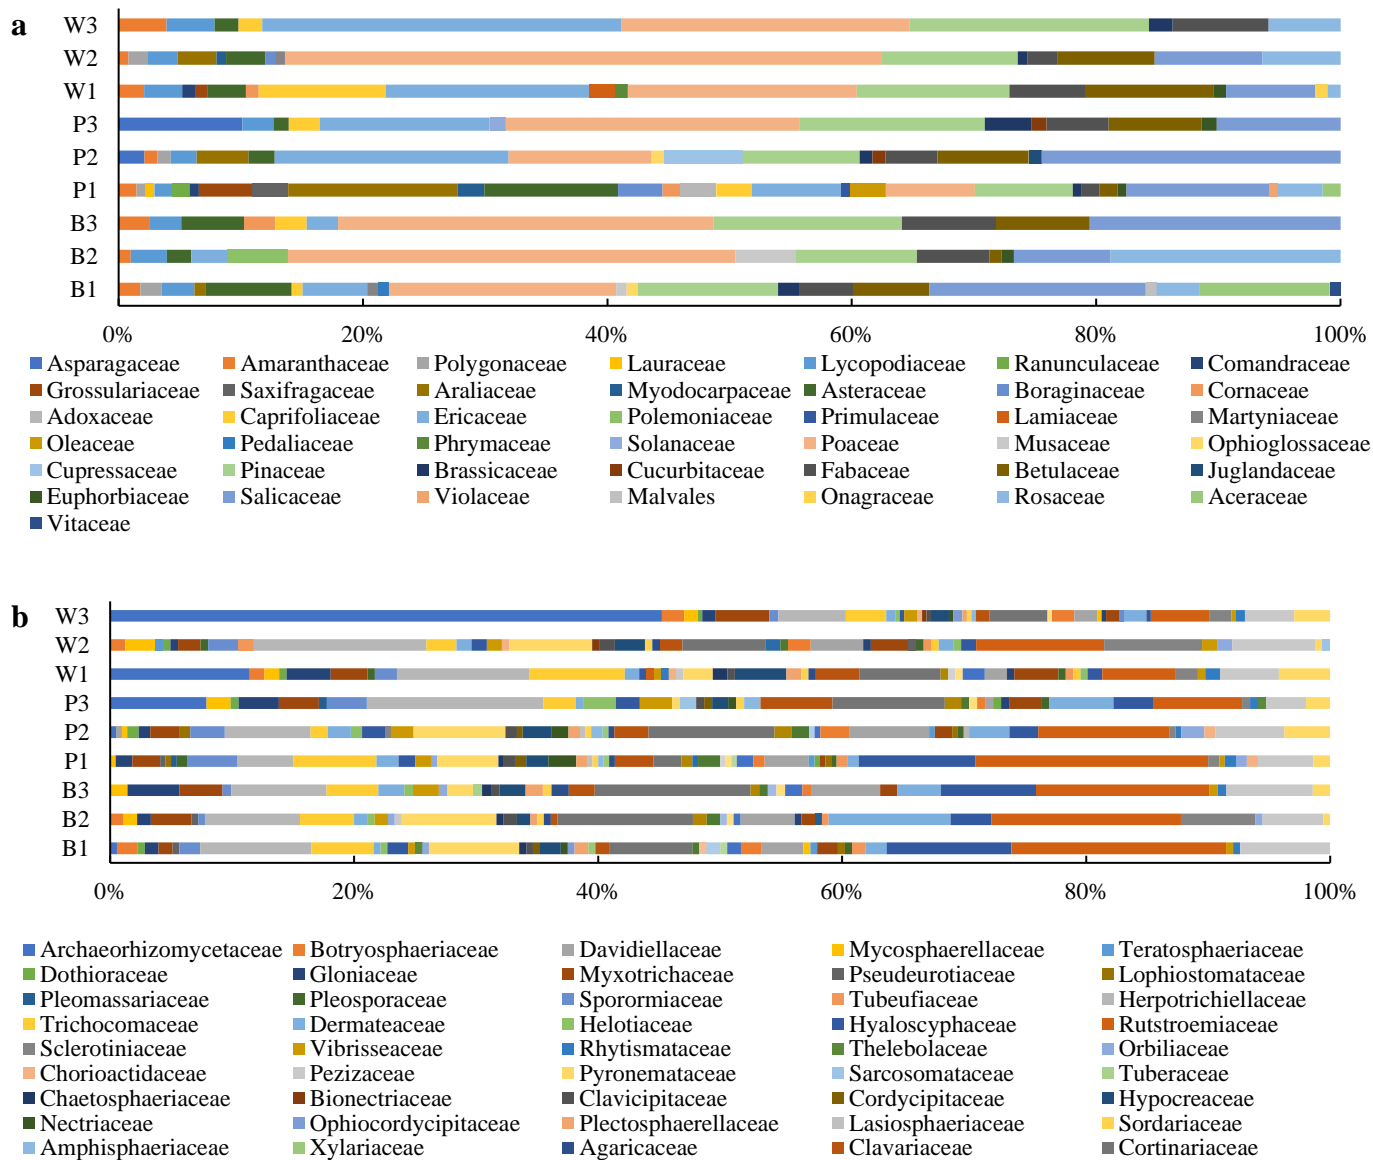 a
W3
W2
W1
P3
P2
P1
B3
B2
B1
0% 20% 40% 60% 80% 100%
Asparagaceae Amaranthaceae Polygonaceae Lauraceae Lycopodiaceae Ranunculaceae Comandraceae
Grossulariaceae Saxifragaceae Araliaceae Myodocarpaceae Asteraceae Boraginaceae Cornaceae
Adoxaceae Caprifoliaceae Ericaceae Polemoniaceae Primulaceae Lamiaceae Martyniaceae
Oleaceae Pedaliaceae Phrymaceae Solanaceae Poaceae Musaceae Ophioglossaceae
Cupressaceae Pinaceae Brassicaceae Cucurbitaceae Fabaceae Betulaceae Juglandaceae
Euphorbiaceae Salicaceae Violaceae Malvales Onagraceae Rosaceae Aceraceae
Vitaceae
b
W3
W2
W1
P3
P2
P1
B3
B2
B1
0% 20% 40% 60% 80% 100%
Archaeorhizomycetaceae Botryosphaeriaceae Davidiellaceae Mycosphaerellaceae Teratosphaeriaceae
Dothioraceae Gloniaceae Myxotrichaceae Pseudeurotiaceae Lophiostomataceae
Pleomassariaceae Pleosporaceae Sporormiaceae Tubeufiaceae Herpotrichiellaceae
Trichocomaceae Dermateaceae Helotiaceae Hyaloscyphaceae Rutstroemiaceae
Sclerotiniaceae Vibrisseaceae Rhytismataceae Thelebolaceae Orbiliaceae
Chorioactidaceae Pezizaceae Pyronemataceae Sarcosomataceae Tuberaceae
Chaetosphaeriaceae Bionectriaceae Clavicipitaceae Cordycipitaceae Hypocreaceae
Nectriaceae Ophiocordycipitaceae Plectosphaerellaceae Lasiosphaeriaceae Sordariaceae
Amphisphaeriaceae Xylariaceae Agaricaceae Clavariaceae Cortinariaceae